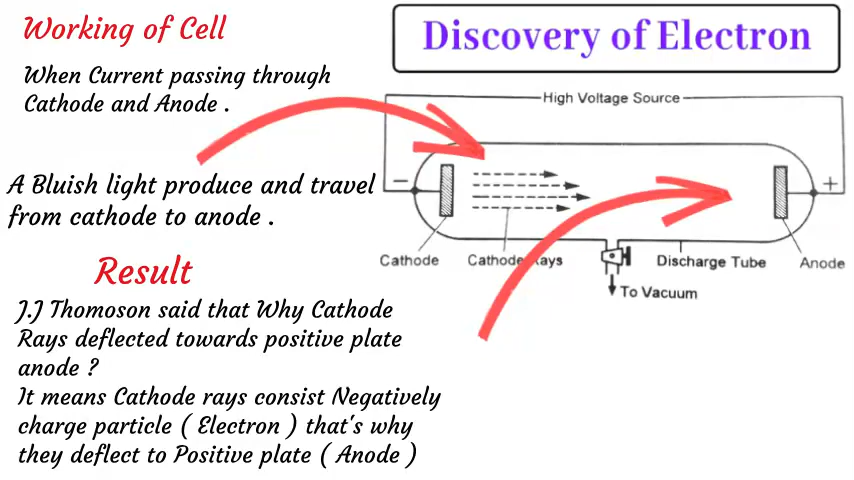 Working of Cell
When Current passing through
Cathode and Anode .
A Bluish light produce and travel
from cathode to anode .
Result
J.J Thomoson said that Why Cathode
Rays deflected towards positive plate
anode ?
It means Cathode rays consist Negatively
charge particle ( Electron ) that's why
they deflect to Positive plate ( Anode )
Discovery of Electron
High Voltage Source
− +
Cathode
Cathode Rays
Discharge Tube
Anode
To Vacuum